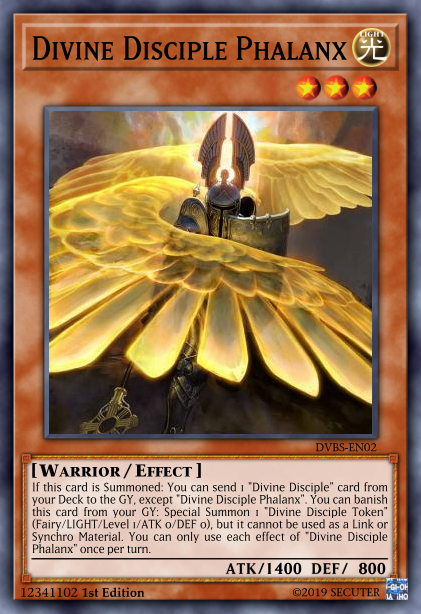 DIVINE DISCIPLE PHALANX
LIGHT
光
DVBS-EN02
[ WARRIOR / EFFECT ]
If this card is Summoned: You can send 1 "Divine Disciple" card from
your Deck to the GY, except "Divine Disciple Phalanx". You can banish
this card from your GY: Special Summon 1 "Divine Disciple Token"
(Fairy/LIGHT/Level 1/ATK 0/DEF 0), but it cannot be used as a Link or
Synchro Material. You can only use each effect of "Divine Disciple
Phalanx" once per turn.
ATK/1400 DEF/ 800
12341102 1st Edition
©2019 SECUTER